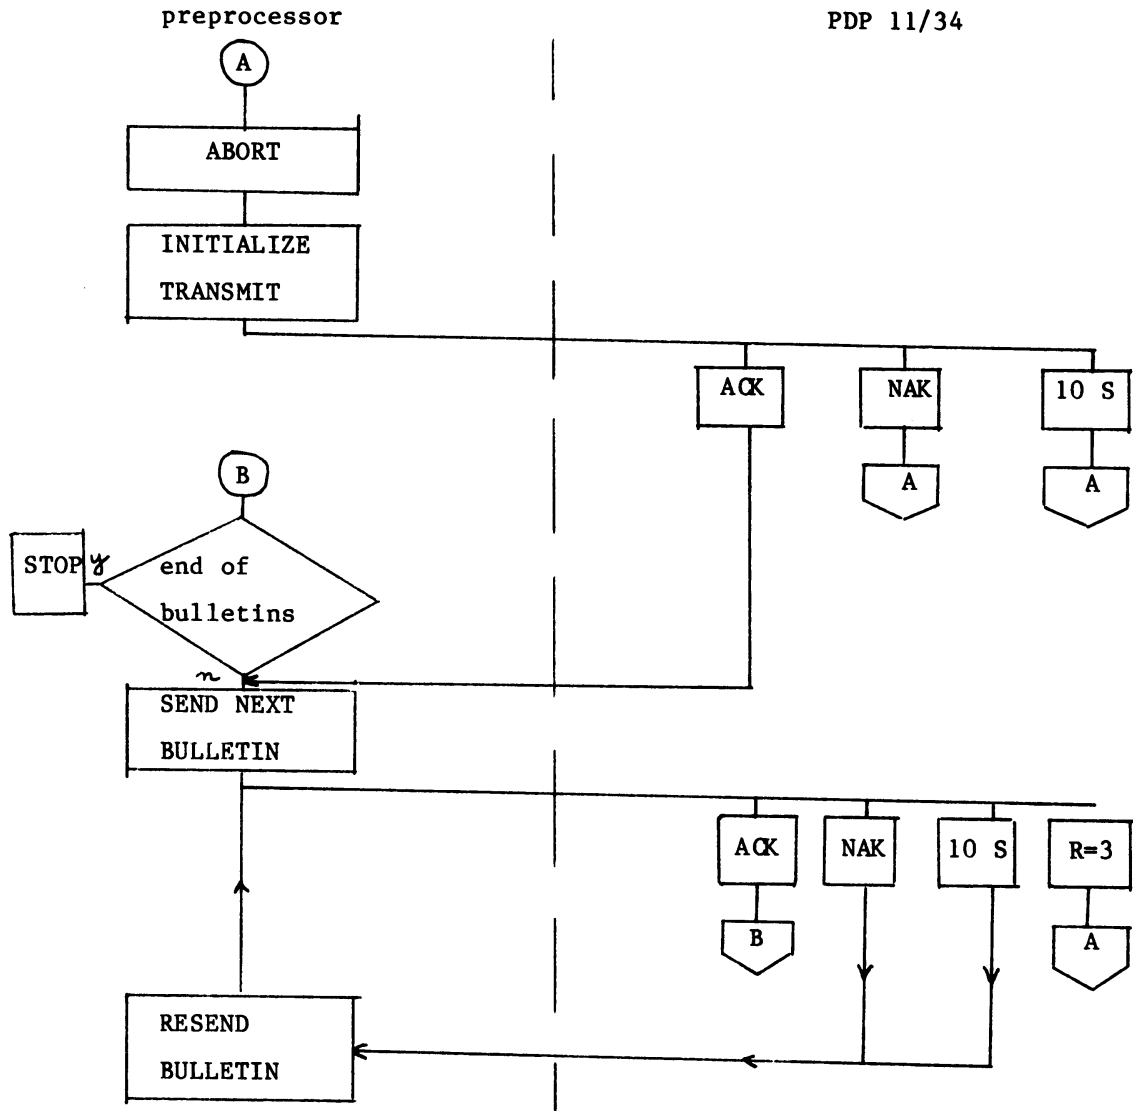 preprocessor
PDP 11/34
A
ABORT
INITIALIZE
TRANSMIT
ACK
NAK
10 S
A
A
B
STOP
y
end of
bulletins
n
SEND NEXT
BULLETIN
ACK
NAK
10 S
R=3
B
A
RESEND
BULLETIN